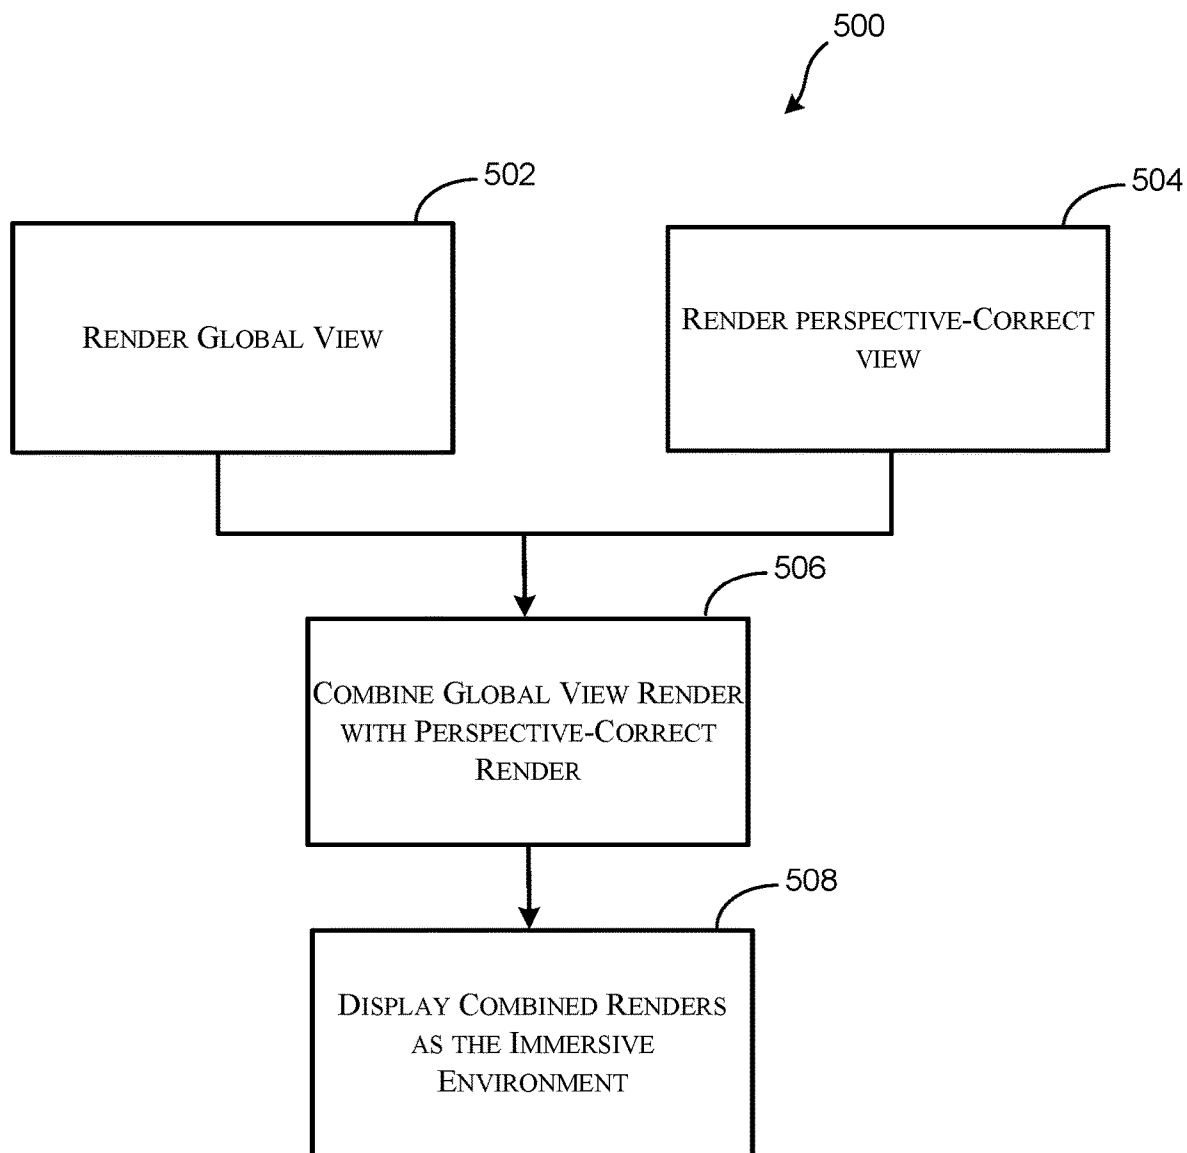 500
502
504
RENDER GLOBAL VIEW
RENDER PERSPECTIVE-CORRECT
VIEW
506
COMBINE GLOBAL VIEW RENDER
WITH PERSPECTIVE-CORRECT
RENDER
508
DISPLAY COMBINED RENDERS
AS THE IMMERSIVE
ENVIRONMENT